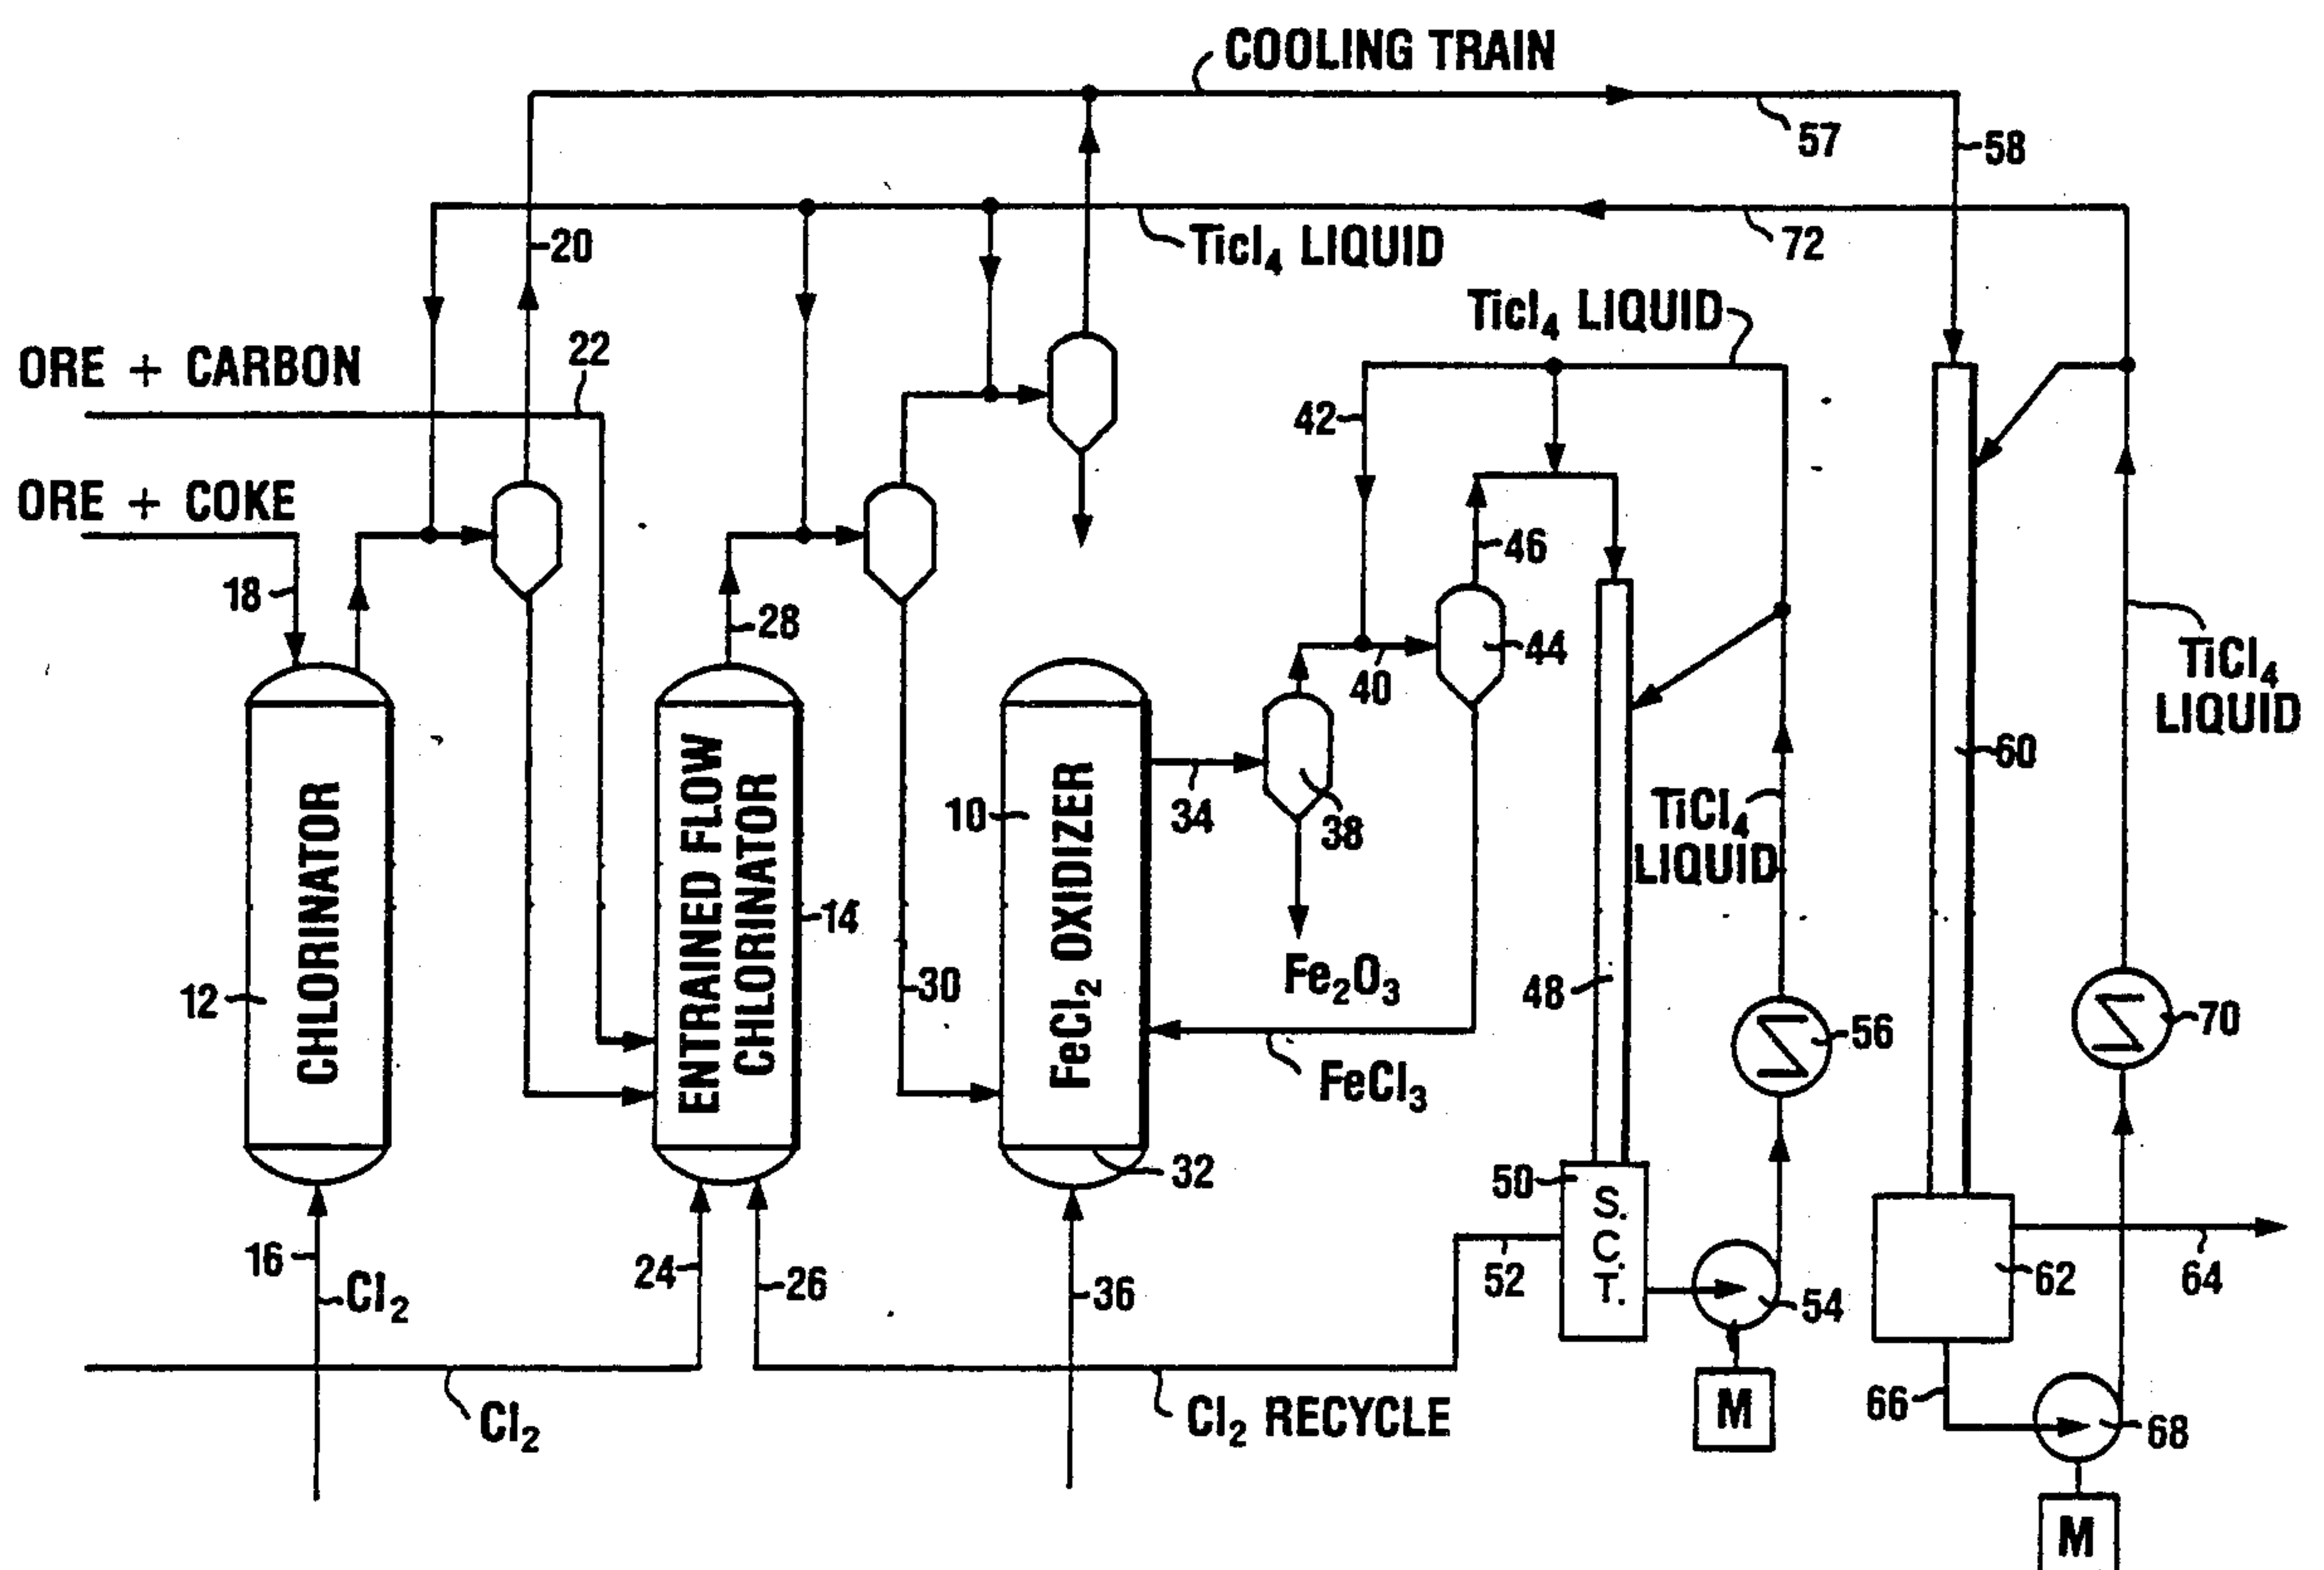 COOLING TRAIN
57
58
20
Ticl₄ LIQUID
72
Ticl₄ LIQUID
ORE + CARBON
22
42
ORE + COKE
46
18
28
44
40
TiCl₄
LIQUID
60
CHLORINATOR
ENTRAINED FLOW
CHLORINATOR
10
FeCl₂ OXIDIZER
34
38
TiCl₄
LIQUID
14
12
30
Fe₂O₃
48
56
70
FeCl₃
32
50
S.
C.
T.
16
Cl₂
24
26
36
52
54
62
64
Cl₂
Cl₂ RECYCLE
M
66
68
M